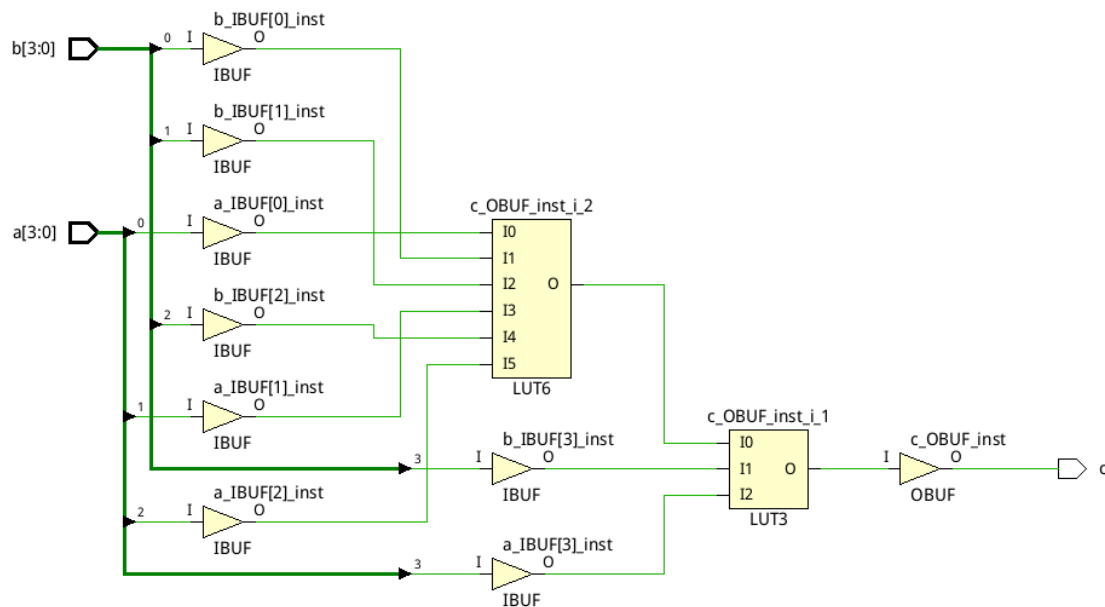 b_IBUF[0]_inst
b[3:0]
0
I
O
IBUF
b_IBUF[1]_inst
1
I
O
IBUF
a_IBUF[0]_inst
a[3:0]
0
I
O
IBUF
b_IBUF[2]_inst
2
I
O
IBUF
a_IBUF[1]_inst
1
I
O
IBUF
a_IBUF[2]_inst
2
I
O
IBUF
c_OBUF_inst_i_2
I0
I1
I2
O
I3
I4
I5
LUT6
b_IBUF[3]_inst
3
I
O
IBUF
a_IBUF[3]_inst
3
I
O
IBUF
c_OBUF_inst_i_1
I0
I1
O
I2
LUT3
c_OBUF_inst
I
O
OBUF
c